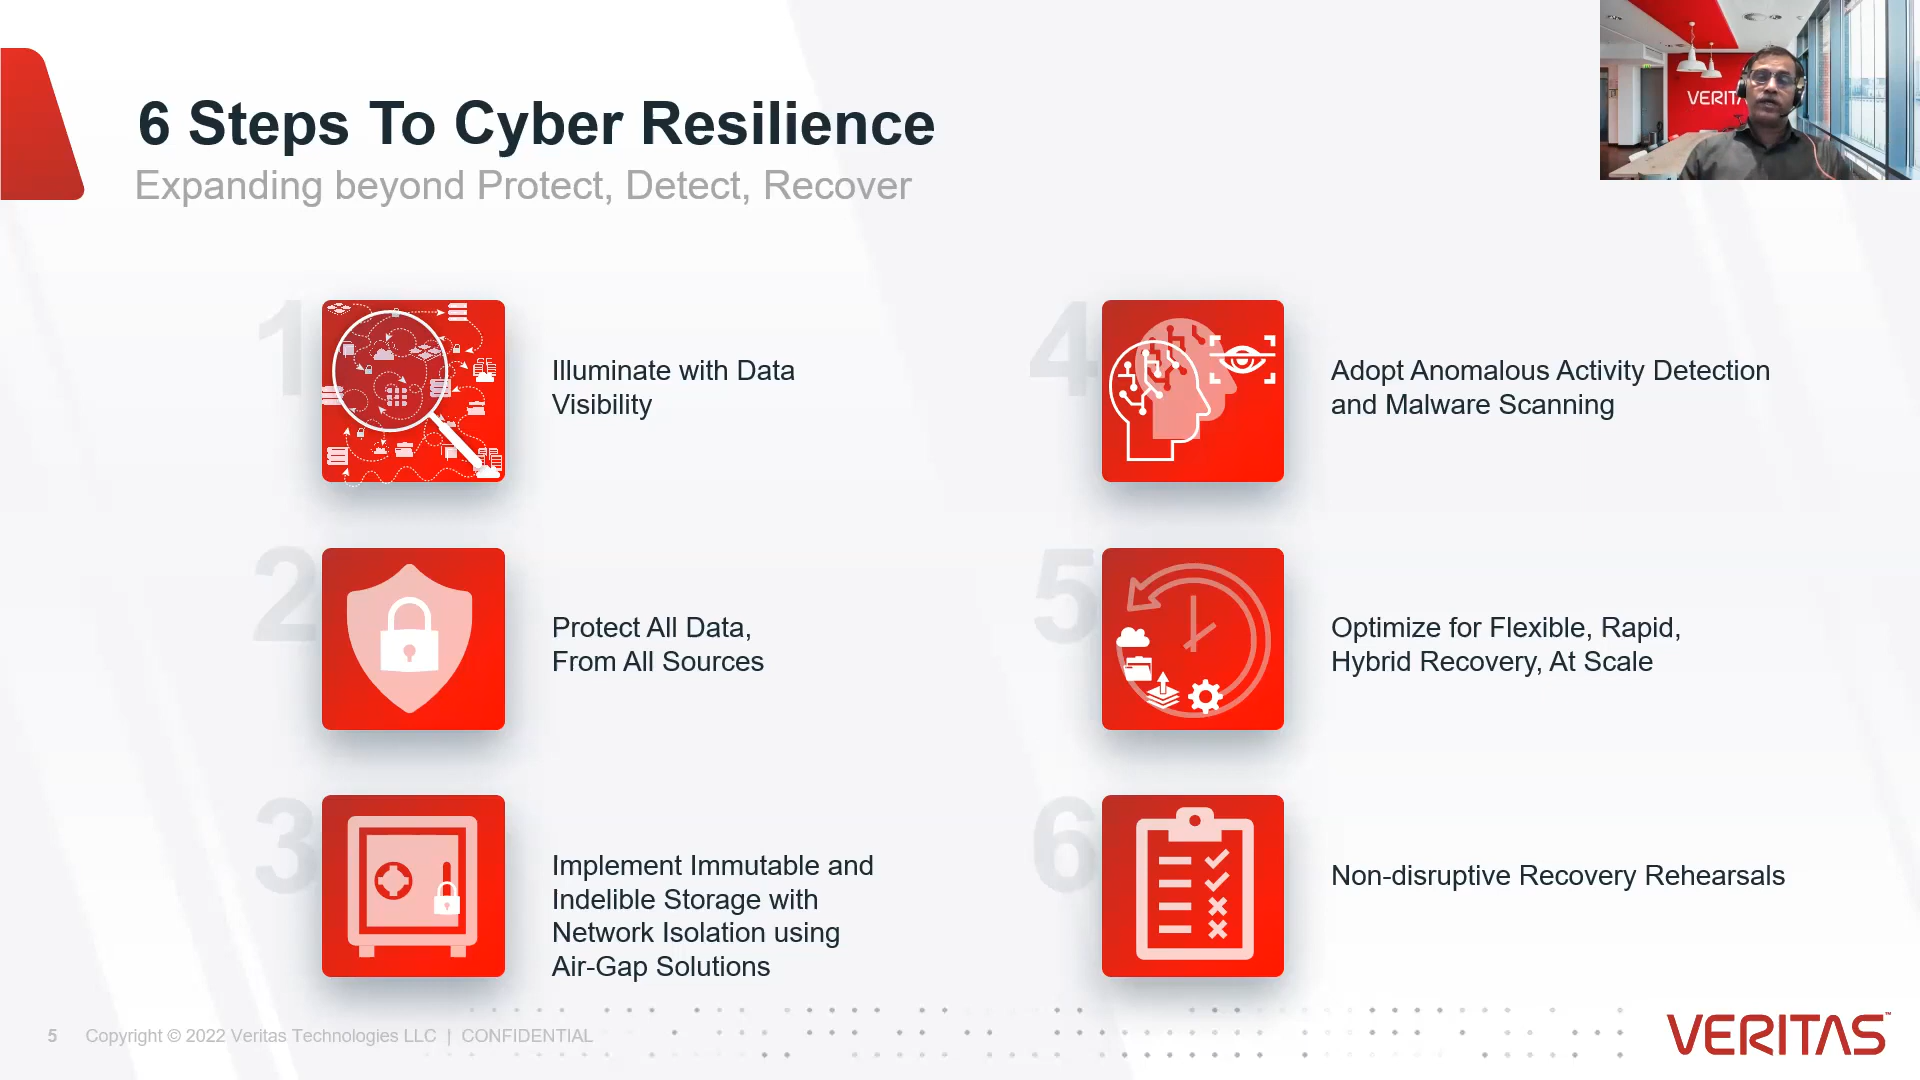 6 Steps To Cyber Resilience
Expanding beyond Protect, Detect, Recover
1
Illuminate with Data
Visibility
2
Protect All Data,
From All Sources
3
Implement Immutable and
Indelible Storage with
Network Isolation using
Air-Gap Solutions
4
Adopt Anomalous Activity Detection
and Malware Scanning
5
Optimize for Flexible, Rapid,
Hybrid Recovery, At Scale
6
Non-disruptive Recovery Rehearsals
VERITA
5 Copyright © 2022 Veritas Technologies LLC | CONFIDENTIAL
VERITAS™